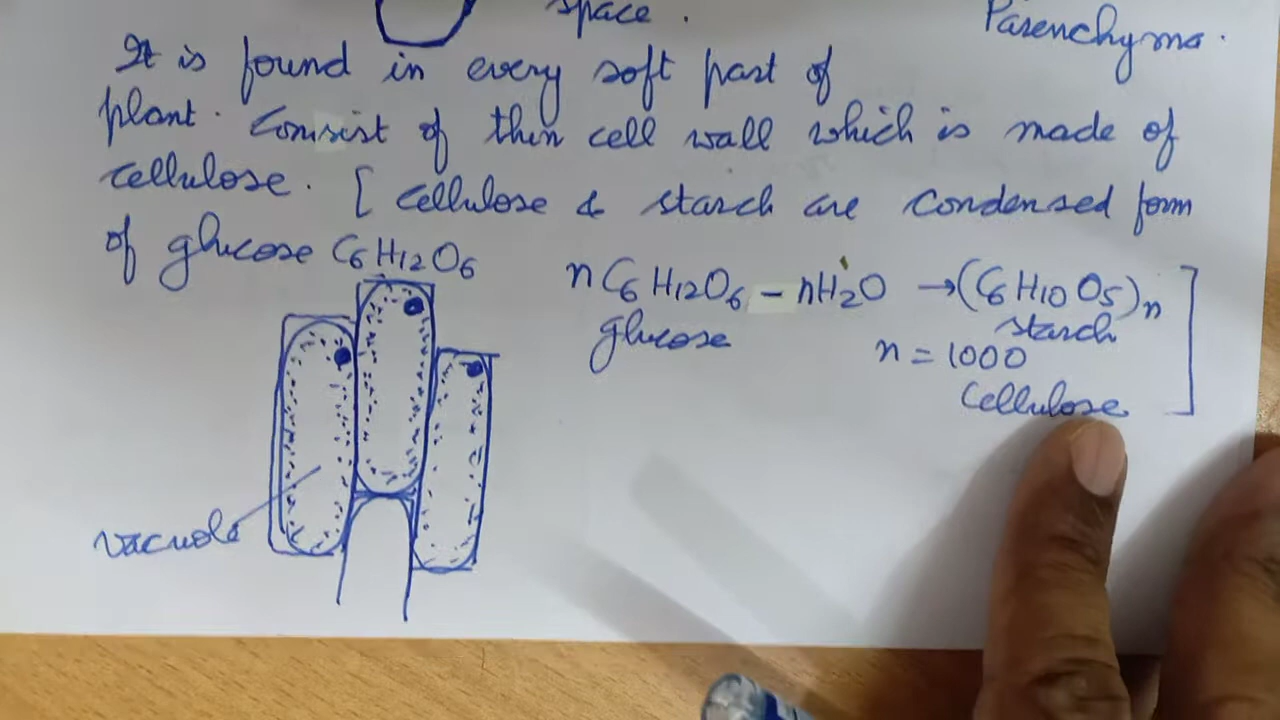 space.
Parenchyma.
It is found in every soft part of
plant. Consist of thin cell wall which is made of
cellulose. [ cellulose & starch are condensed form
of glucose C6H12O6
nC6H12O6 - nH2O →(C6H10O5)n ]
glucose
starch
n = 1000
Cellulose
vacuole